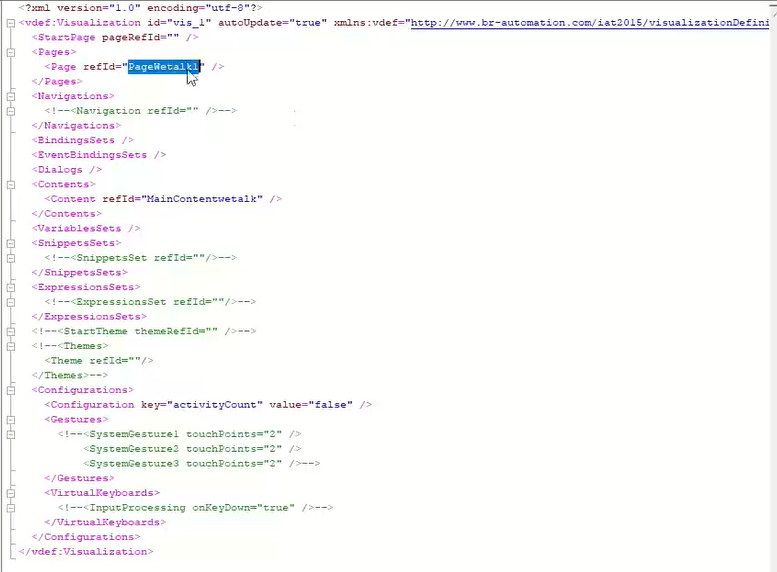 <?xml version="1.0" encoding="utf-8"?>
<vdef:Visualization id="vis_1" autoUpdate="true" xmlns:vdef="http://www.br-automation.com/iat2015/visualizationDefini
<StartPage pageRefId="" />
<Pages>
<Page refId="PageWetalk1" />
</Pages>
<Navigations>
<!--<Navigation refId="" />-->
</Navigations>
<BindingsSets />
<EventBindingsSets />
<Dialogs />
<Contents>
<Content refId="MainContentwetalk" />
</Contents>
<VariablesSets />
<SnippetsSets>
<!--<SnippetsSet refId=""/>-->
</SnippetsSets>
<ExpressionsSets>
<!--<ExpressionsSet refId=""/>-->
</ExpressionsSets>
<!--<StartTheme themeRefId="" />-->
<!--<Themes>
<Theme refId=""/>
</Themes>-->
<Configurations>
<Configuration key="activityCount" value="false" />
<Gestures>
<!--<SystemGesture1 touchPoints="2" />
<SystemGesture2 touchPoints="2" />
<SystemGesture3 touchPoints="2" />-->
</Gestures>
<VirtualKeyboards>
<!--<InputProcessing onKeyDown="true" />-->
</VirtualKeyboards>
</Configurations>
</vdef:Visualization>